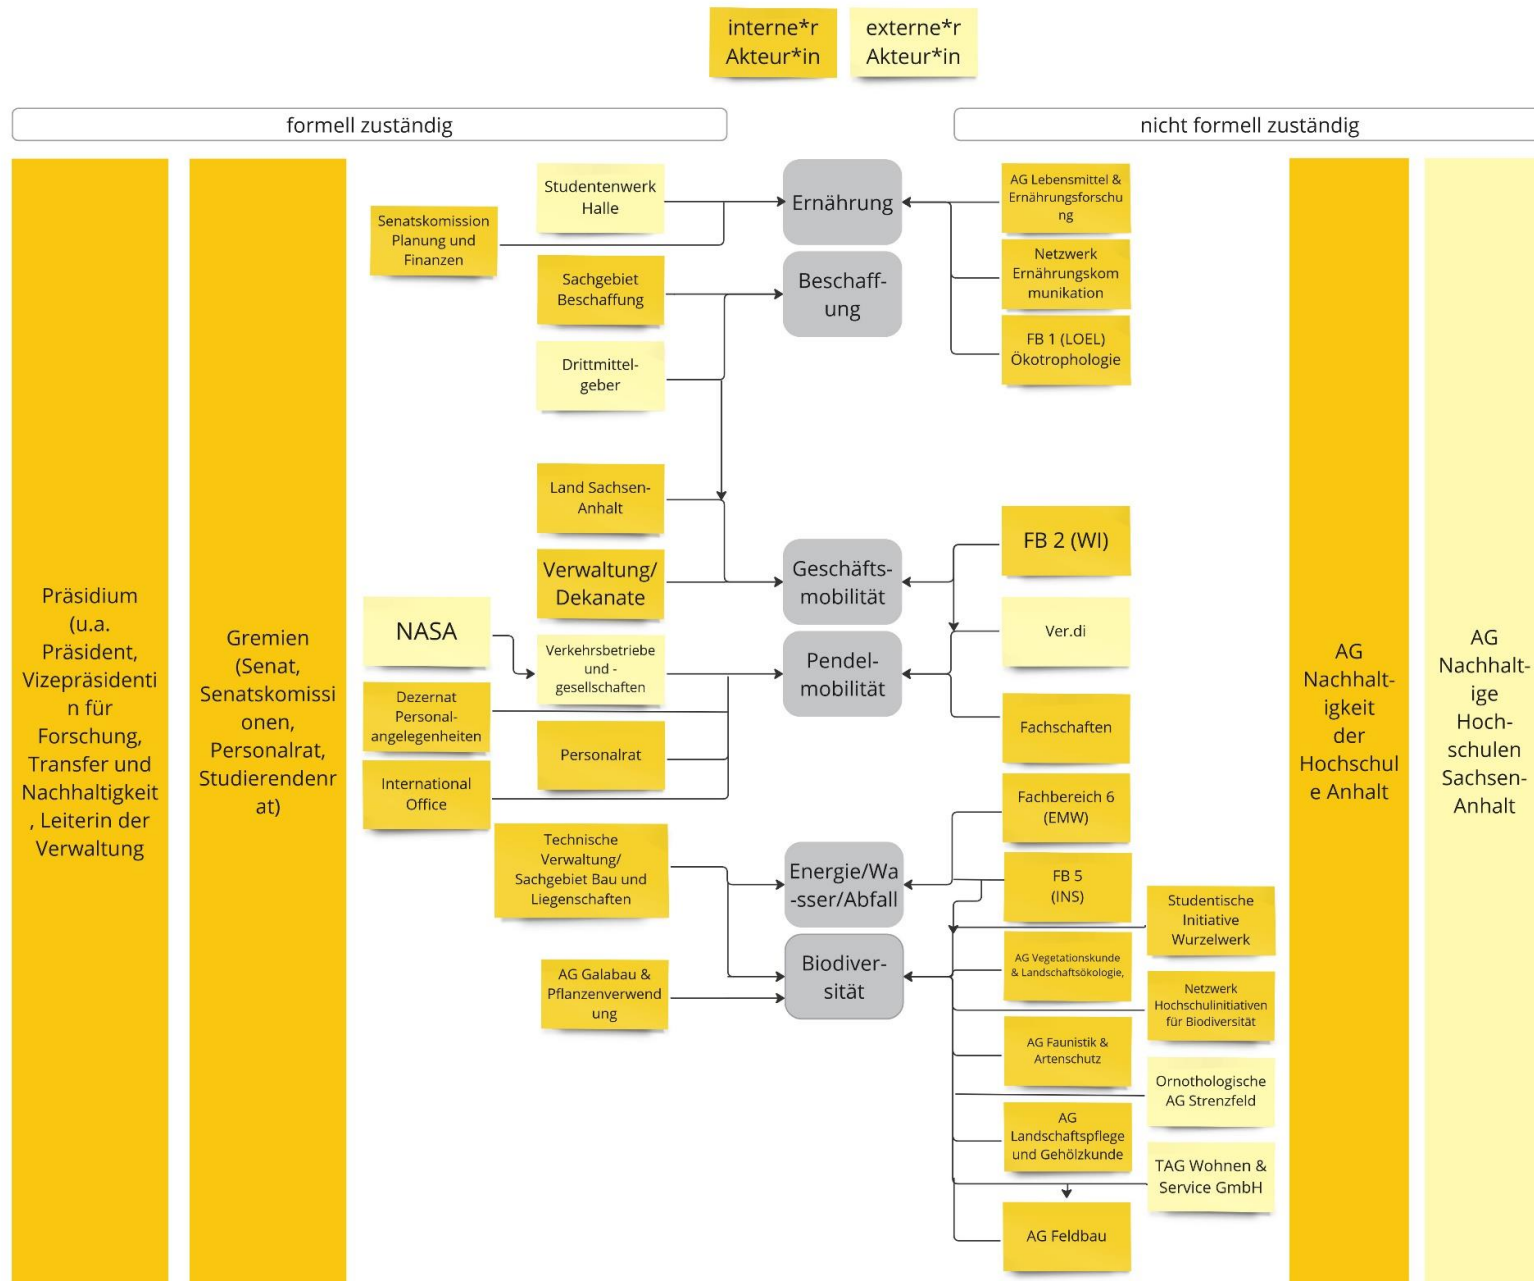 interne*r
Akteur*in
externe*r
Akteur*in
formell zuständig
nicht formell zuständig
Präsidium
(u.a.
Präsident,
Vizepräsidenti
n für
Forschung,
Transfer und
Nachhaltigkeit
, Leiterin der
Verwaltung
Gremien
(Senat,
Senatskomissi
onen,
Personalrat,
Studierendenr
at)
Senatskomission
Planung und
Finanzen
Studentenwerk
Halle
Sachgebiet
Beschaffung
Drittmittel-
geber
Land Sachsen-
Anhalt
Verwaltung/
Dekanate
NASA
Verkehrsbetriebe
und -
gesellschaften
Dezernat
Personal-
angelegenheiten
Personalrat
International
Office
Technische
Verwaltung/
Sachgebiet Bau und
Liegenschaften
AG Galabau &
Pflanzenverwend
ung
Ernährung
Beschaff-
ung
Geschäfts-
mobilität
Pendel-
mobilität
Energie/Wa
-sser/Abfall
Biodiver-
sität
AG Lebensmittel &
Ernährungsforschu
ng
Netzwerk
Ernährungskom
munikation
FB 1 (LOEL)
Ökotrophologie
FB 2 (WI)
Ver.di
Fachschaften
Fachbereich 6
(EMW)
FB 5
(INS)
Studentische
Initiative
Wurzelwerk
AG Vegetationskunde
& Landschaftsökologie,
Netzwerk
Hochschulinitiativen
für Biodiversität
AG Faunistik &
Artenschutz
Ornothologische
AG Strenzfeld
AG
Landschaftspflege
und Gehölzkunde
TAG Wohnen &
Service GmbH
AG Feldbau
AG
Nachhalt-
igkeit
der
Hochschul
e Anhalt
AG
Nachhalt-
ige
Hoch-
schulen
Sachsen-
Anhalt